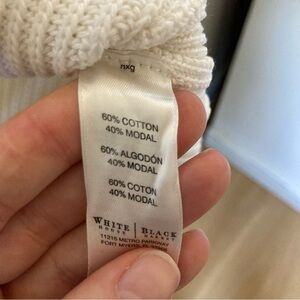 60% COTTON
40% MODAL
60% ALGODÓN
40% MODAL
60% COTON
40% MODAL
WHITE | BLACK
HOUSE | MARKET
11215 METRO PARKWAY
FORT MYERS, FL